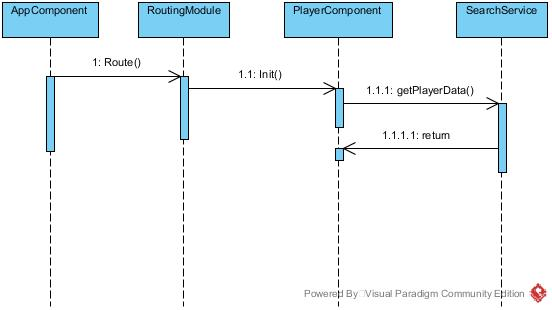 AppComponent
RoutingModule
PlayerComponent
SearchService
1: Route()
1.1: Init()
1.1.1: getPlayerData()
1.1.1.1: return
Powered By Visual Paradigm Community Edition